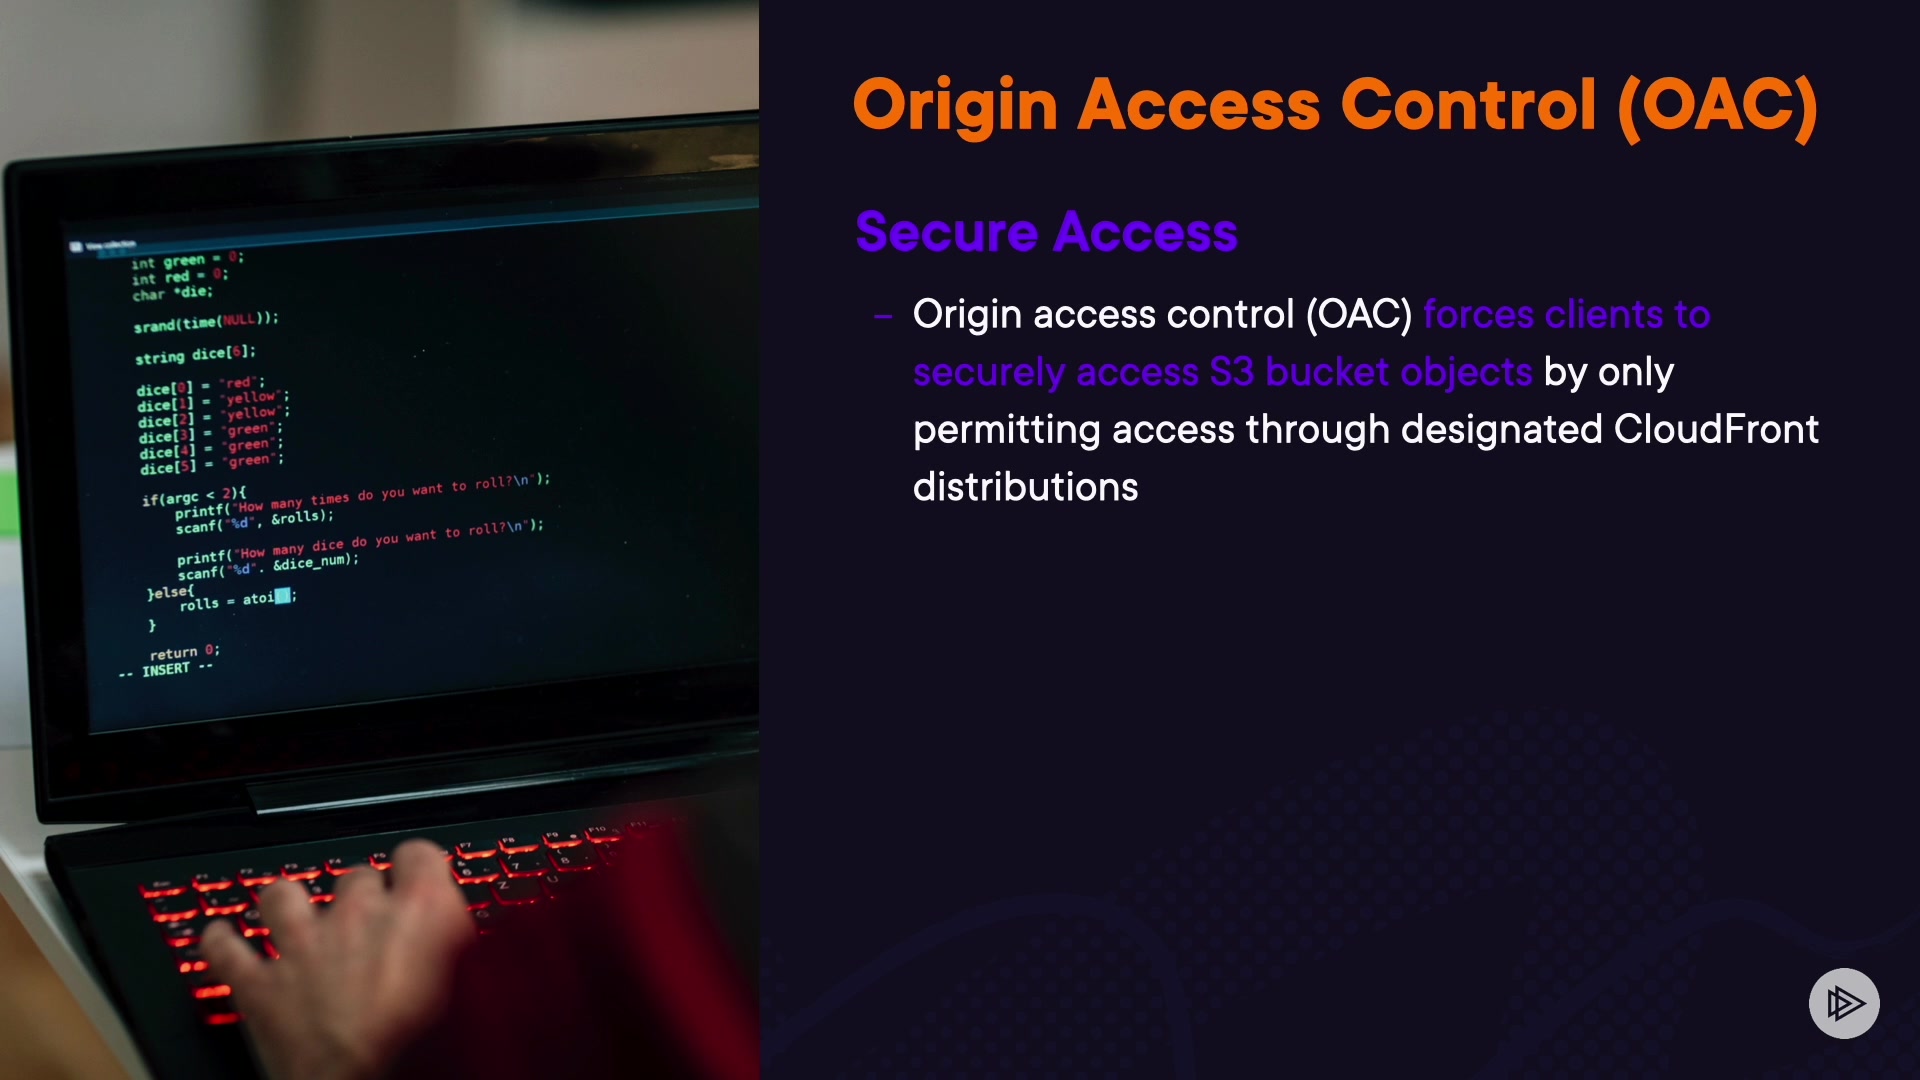 Origin Access Control (OAC)
Secure Access
– Origin access control (OAC) forces clients to
securely access S3 bucket objects by only
permitting access through designated CloudFront
distributions
int green = 0;
int red = 0;
char *die;
srand(time(NULL));
string dice[6];
dice[0] = "red";
dice[1] = "yellow";
dice[2] = "yellow";
dice[3] = "green";
dice[4] = "green";
dice[5] = "green";
if(argc < 2){
printf("How many times do you want to roll?\n");
scanf("%d", &rolls);
printf("How many dice do you want to roll?\n");
scanf("%d". &dice_num);
}else{
rolls = atoi();
}
return 0;
-- INSERT --